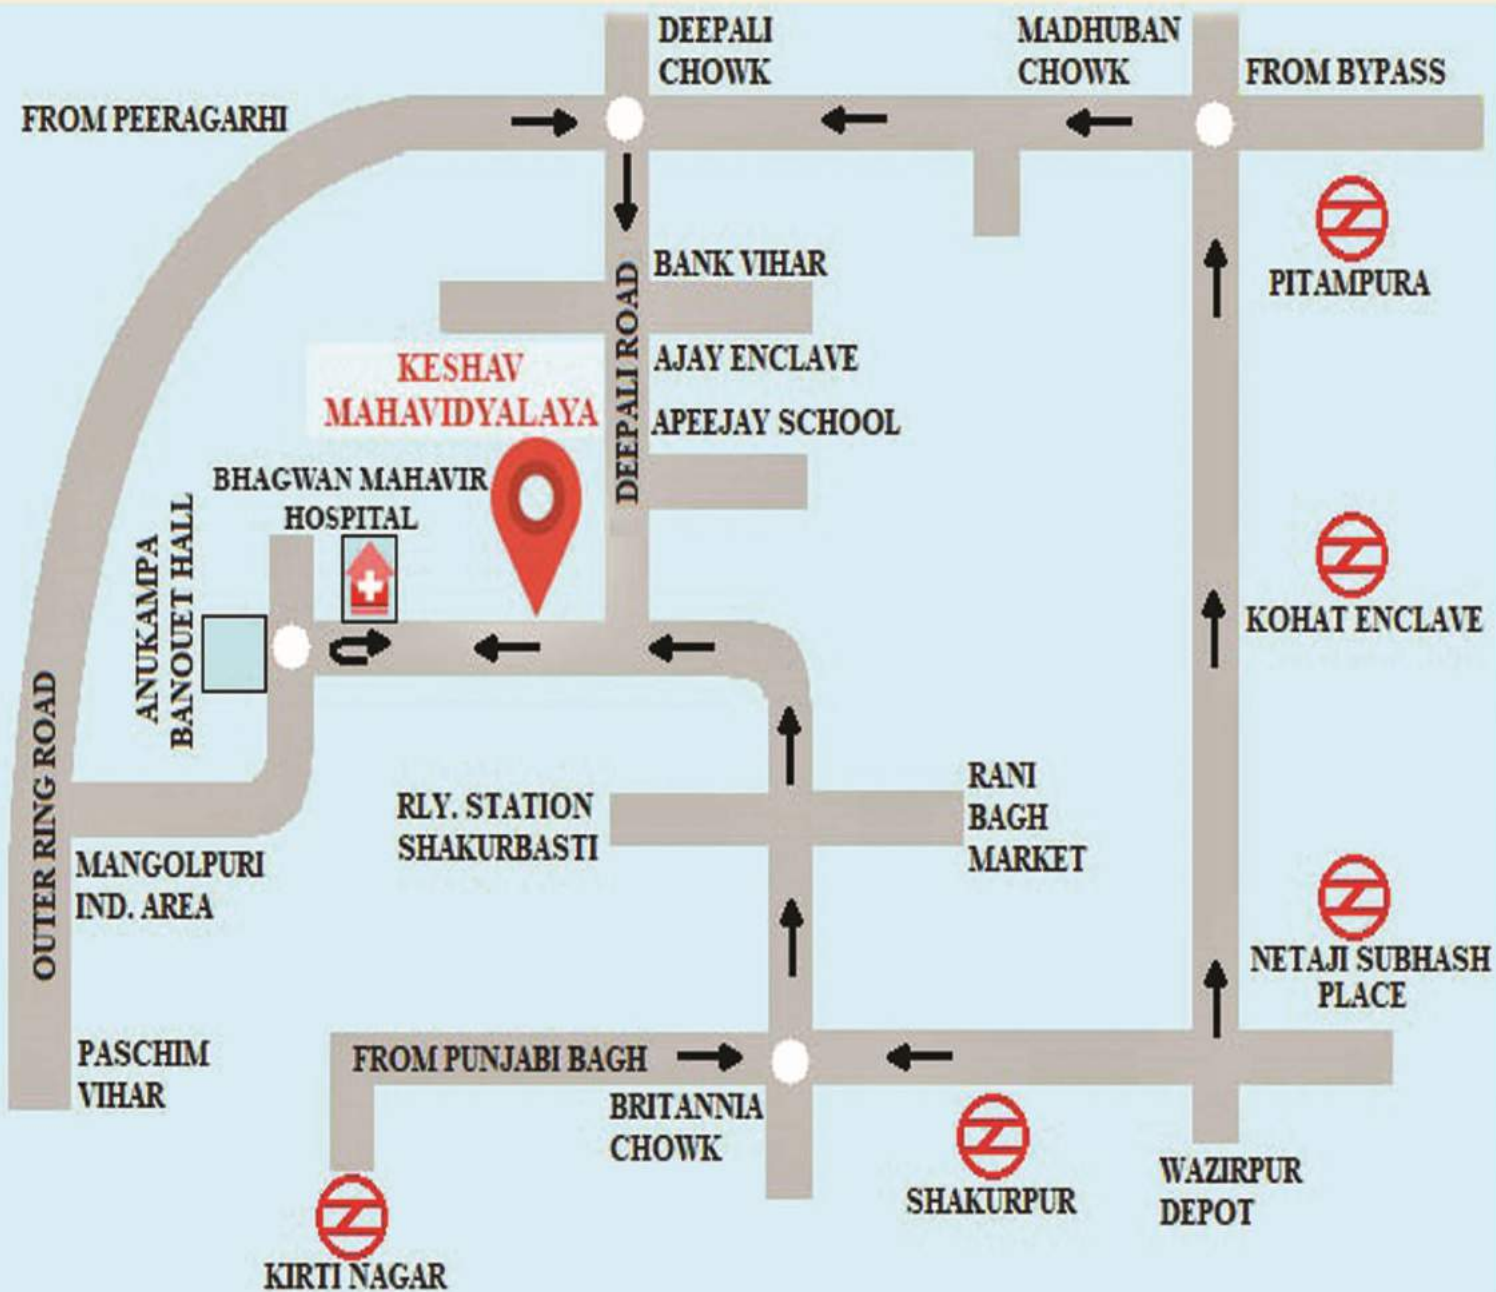 DEEPALI
CHOWK
MADHUBAN
CHOWK
FROM BYPASS
FROM PEERAGARHI
PITAMPURA
BANK VIHAR
DEEPALI ROAD
AJAY ENCLAVE
KESHAV
MAHAVIDYALAYA
APEEJAY SCHOOL
BHAGWAN MAHAVIR
HOSPITAL
ANUKAMPA
BANOUET HALL
KOHAT ENCLAVE
OUTER RING ROAD
RLY. STATION
SHAKURBASTI
RANI
BAGH
MARKET
MANGOLPURI
IND. AREA
NETAJI SUBHASH
PLACE
PASCHIM
VIHAR
FROM PUNJABI BAGH
BRITANNIA
CHOWK
SHAKURPUR
WAZIRPUR
DEPOT
KIRTI NAGAR